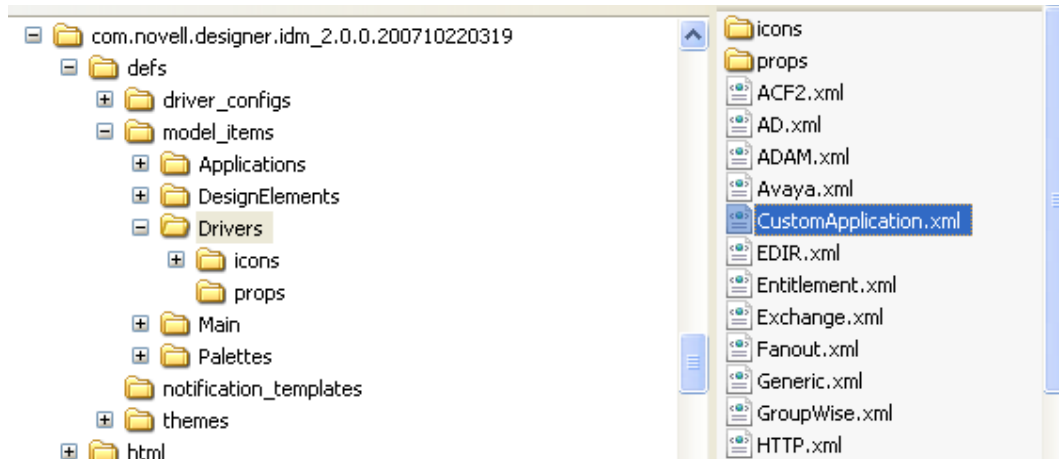 com.novell.designer.idm_2.0.0.200710220319
defs
driver_configs
model_items
Applications
DesignElements
Drivers
icons
props
Main
Palettes
notification_templates
themes
html
icons
props
ACF2.xml
AD.xml
ADAM.xml
Avaya.xml
CustomApplication.xml
EDIR.xml
Entitlement.xml
Exchange.xml
Fanout.xml
Generic.xml
GroupWise.xml
HTTP.xml